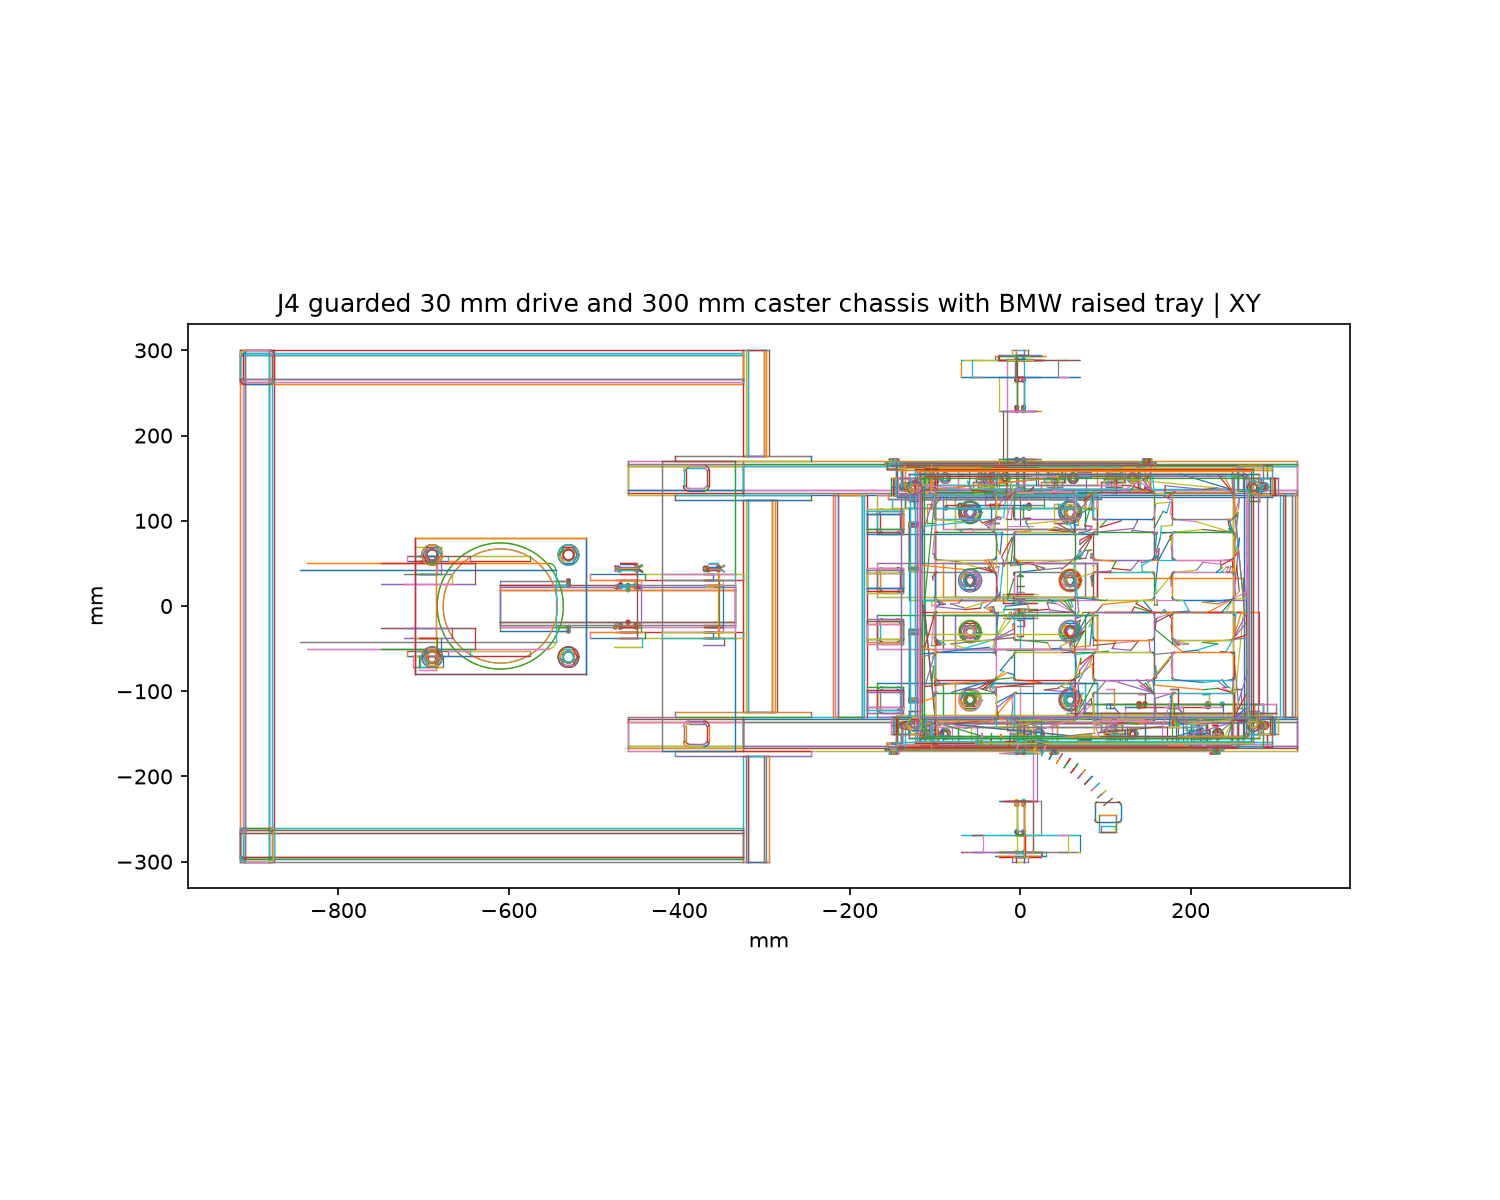 J4 guarded 30 mm drive and 300 mm caster chassis with BMW raised tray | XY
mm
300
200
100
0
−100
−200
−300
−800 −600 −400 −200 0 200
mm